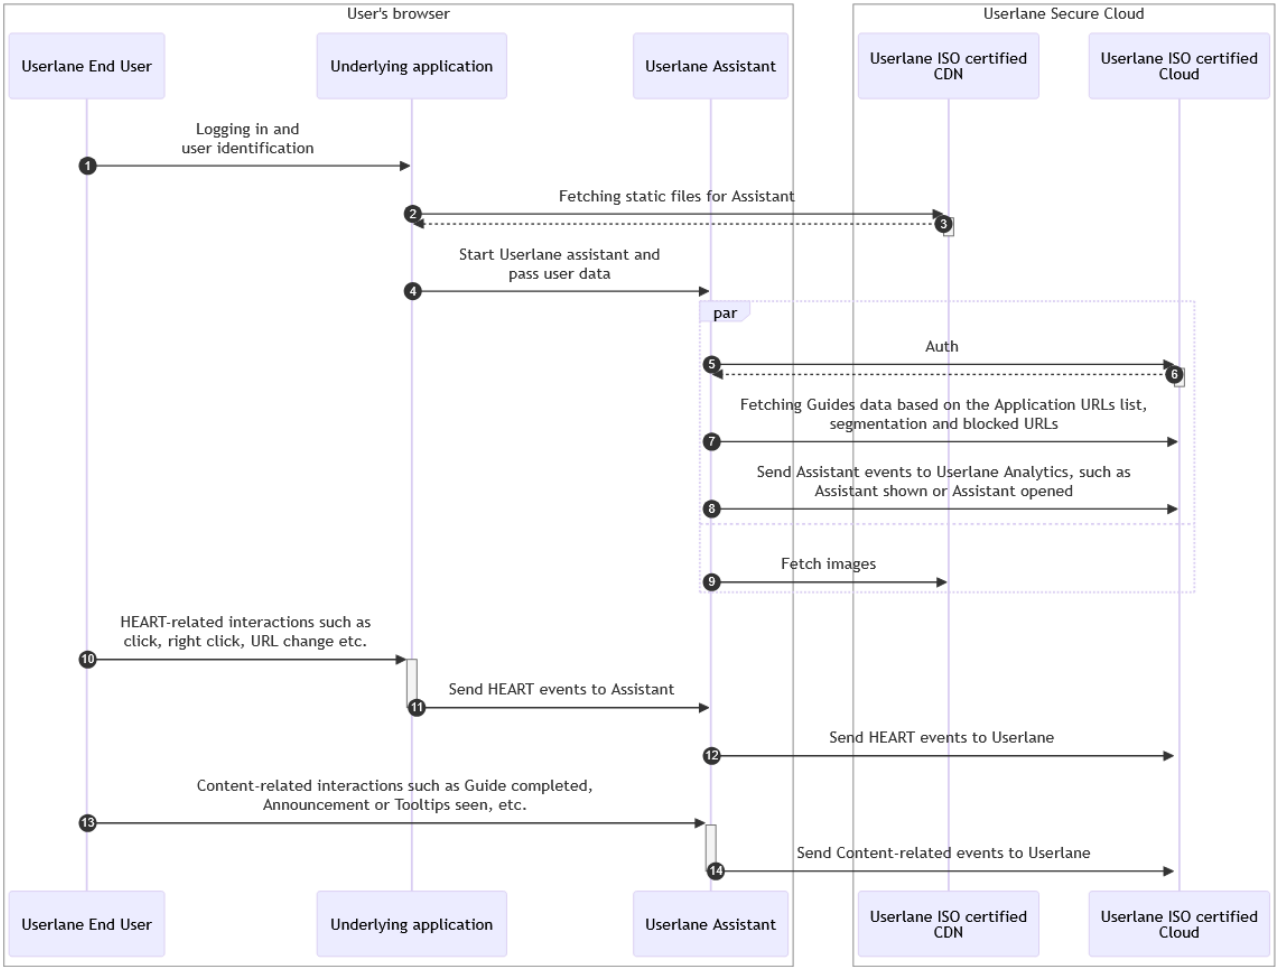 User's browser
Userlane Secure Cloud
Userlane End User
Underlying application
Userlane Assistant
Userlane ISO certified
CDN
Userlane ISO certified
Cloud
Logging in and
user identification
1
Fetching static files for Assistant
2
3
Start Userlane assistant and
pass user data
4
par
Auth
5
6
Fetching Guides data based on the Application URLs list,
segmentation and blocked URLs
7
Send Assistant events to Userlane Analytics, such as
Assistant shown or Assistant opened
8
Fetch images
9
HEART-related interactions such as
click, right click, URL change etc.
10
Send HEART events to Assistant
11
Send HEART events to Userlane
12
Content-related interactions such as Guide completed,
Announcement or Tooltips seen, etc.
13
Send Content-related events to Userlane
14
Userlane End User
Underlying application
Userlane Assistant
Userlane ISO certified
CDN
Userlane ISO certified
Cloud